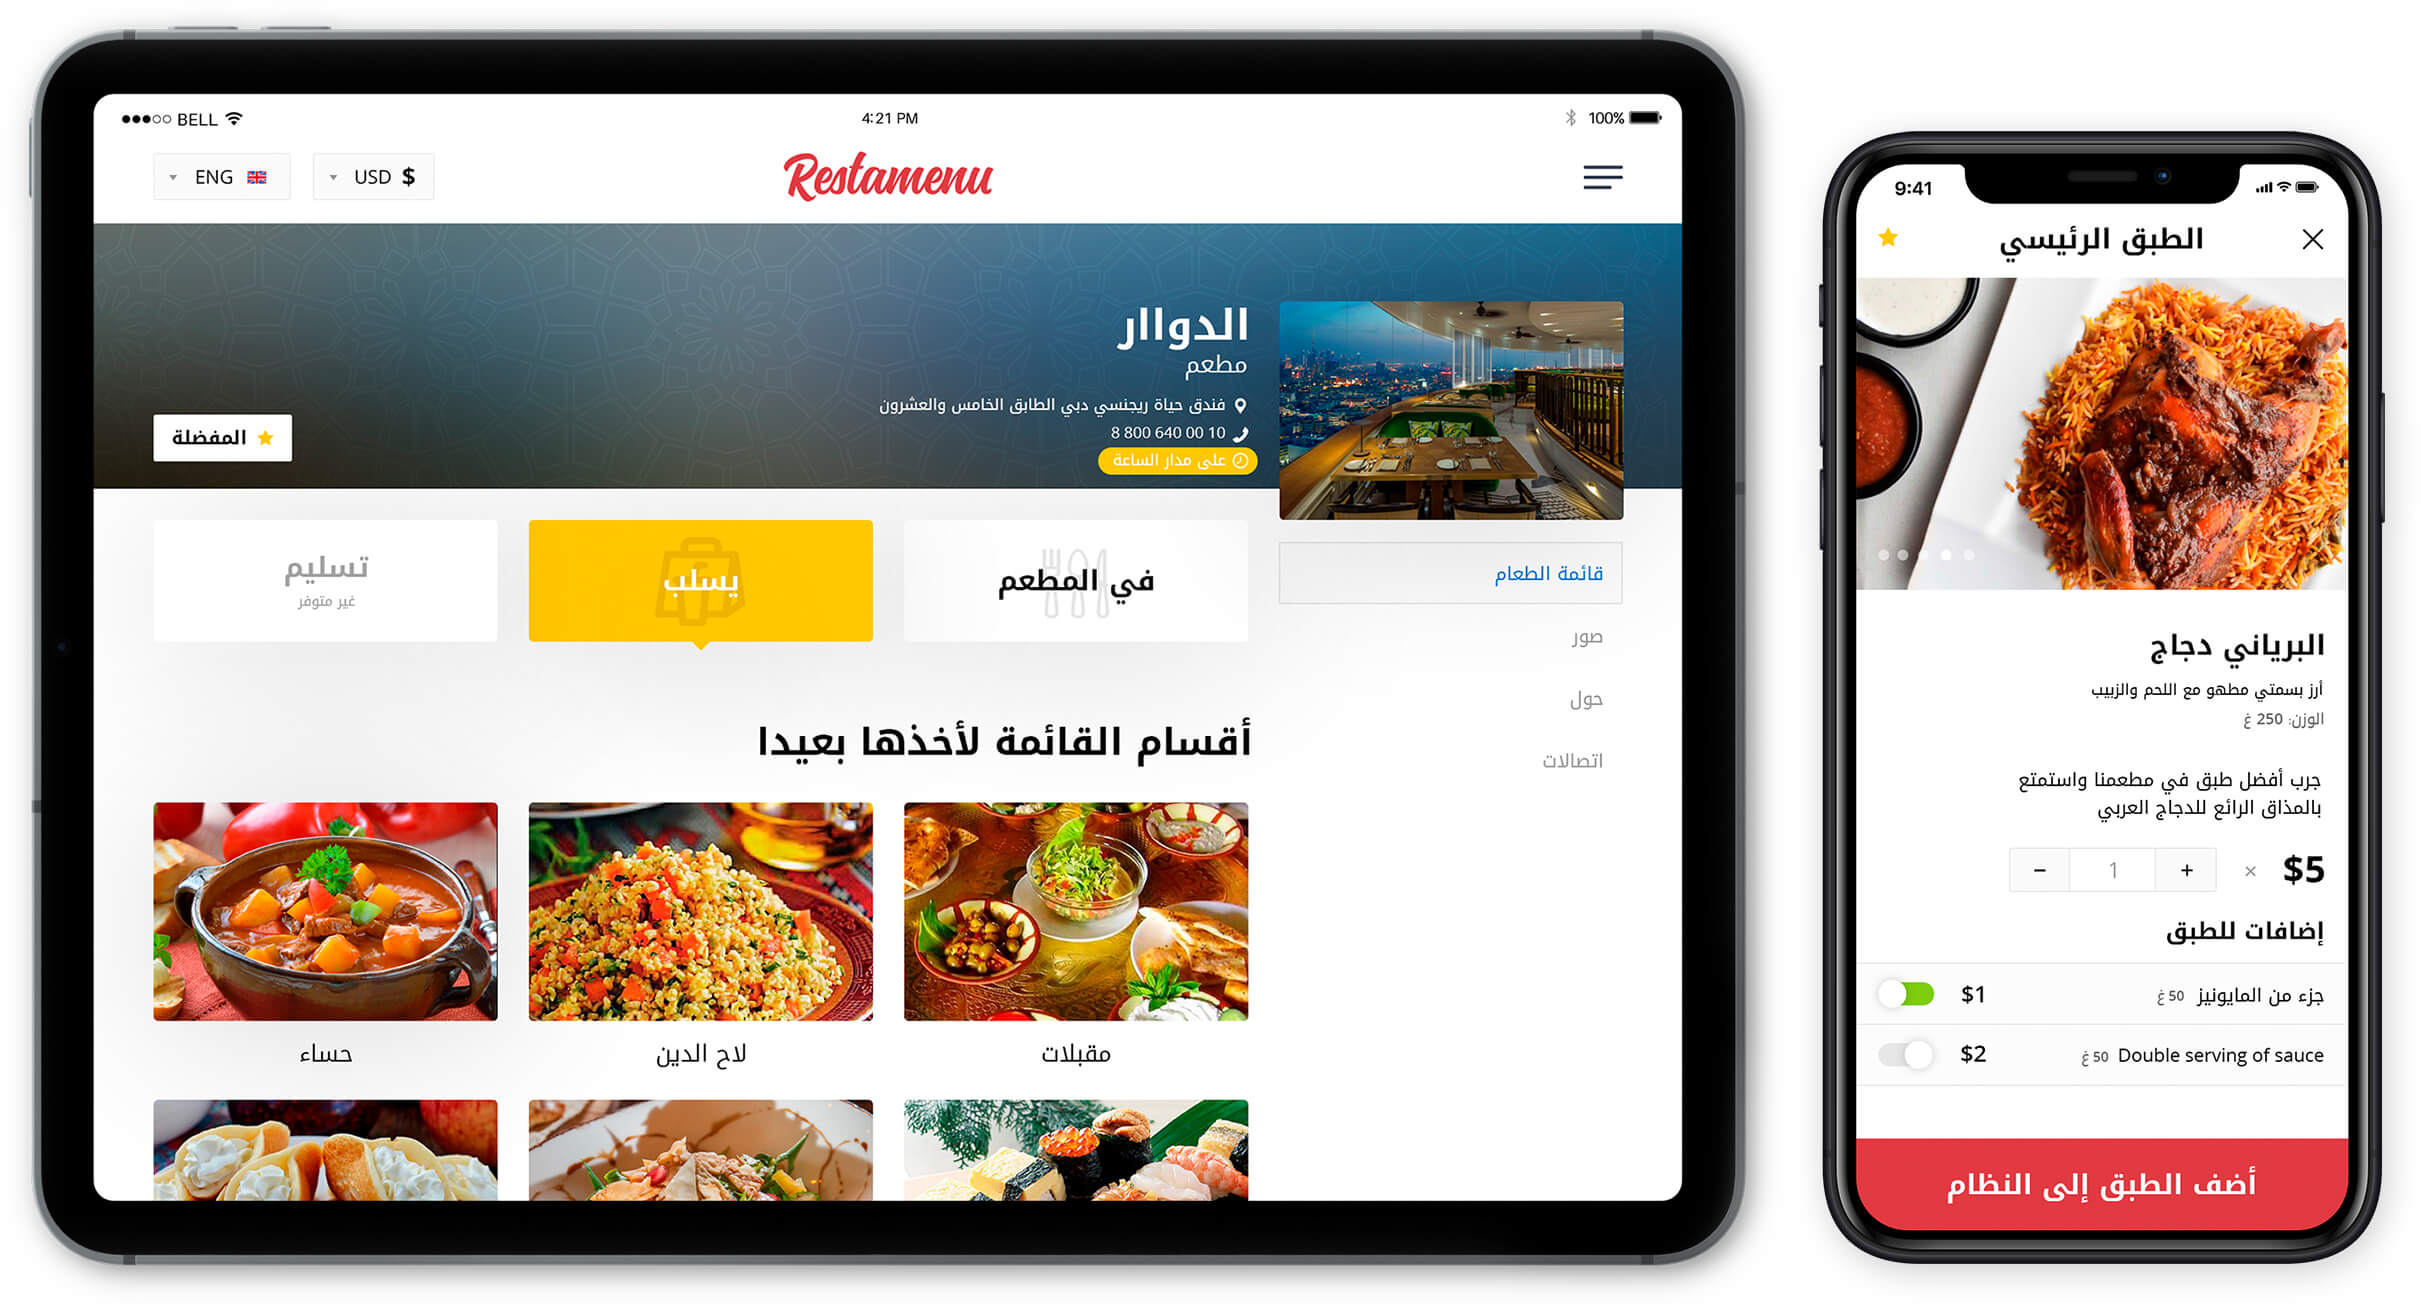 BELL
4:21 PM
100%
ENG
USD $
Restamenu
الدواار
مطعم
فندق حياة ريجنسي دبي الطابق الخامس والعشرون
8 800 640 00 10
على مدار الساعة
المفضلة
في المطعم
يسلب
تسليم
غير متوفر
قائمة الطعام
صور
حول
اتصالات
أقسام القائمة لأخذها بعيدا
مقبلات
لاح الدين
حساء
9:41
الطبق الرئيسي
البرياني دجاج
أرز بسمتي مطهو مع اللحم والزبيب
الوزن: 250 غ
جرب أفضل طبق في مطعمنا واستمتع
بالمذاق الرائع للدجاج العربي
$5 × + 1 −
إضافات للطبق
جزء من المايونيز 50 غ $1
Double serving of sauce 50 غ $2
أضف الطبق إلى النظام